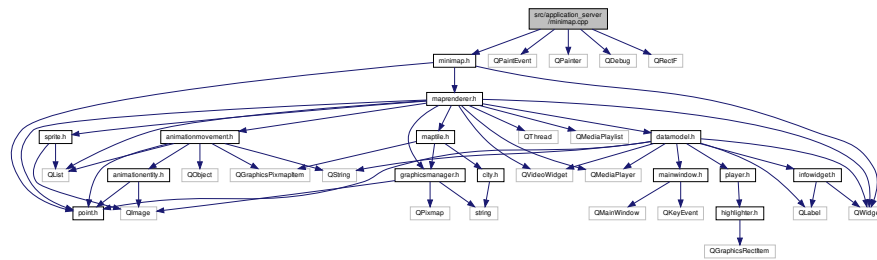 src/application_server
/minimap.cpp
minimap.h
QPaintEvent
QPainter
QDebug
QRectF
maprenderer.h
sprite.h
animationmovement.h
maptile.h
QThread
QMediaPlaylist
datamodel.h
QList
animationentity.h
QObject
QGraphicsPixmapItem
QString
graphicsmanager.h
city.h
QVideoWidget
QMediaPlayer
mainwindow.h
player.h
infowidget.h
point.h
QImage
QPixmap
string
QMainWindow
QKeyEvent
highlighter.h
QLabel
QWidget
QGraphicsRectItem